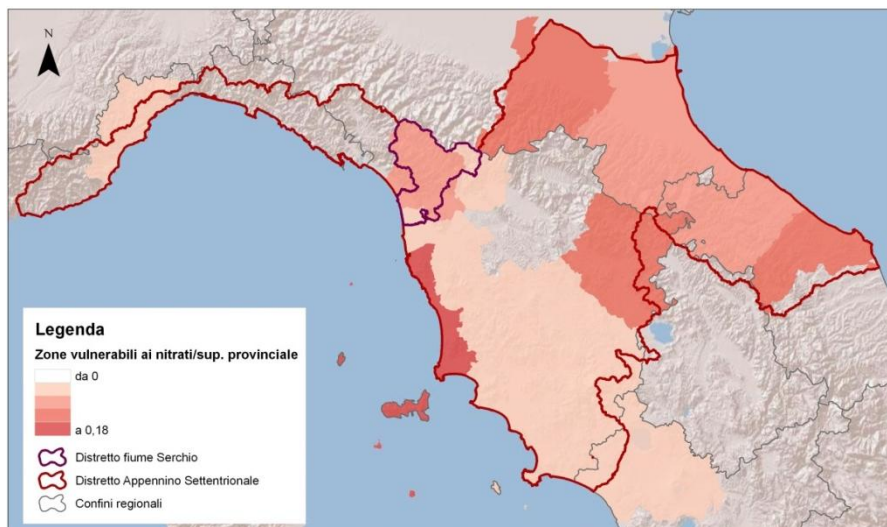 N
Legenda
Zone vulnerabili ai nitrati/sup. provinciale
da 0
a 0,18
Distretto fiume Serchio
Distretto Appennino Settentrionale
Confini regionali